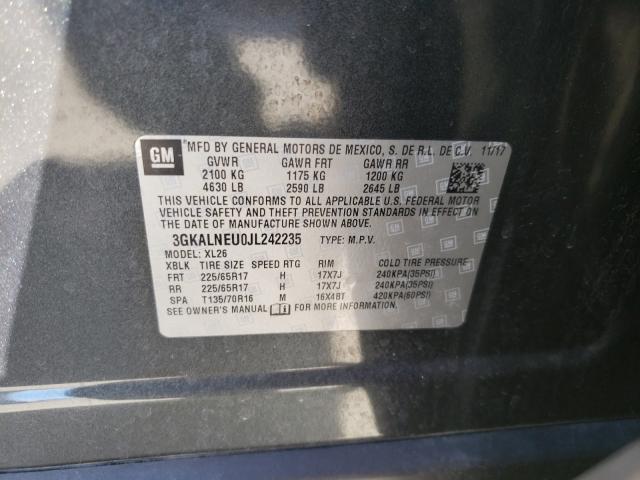 GM
MFD BY GENERAL MOTORS DE MEXICO, S. DE R.L. DE C.V. 11/17
GVWR GAWR FRT GAWR RR
2100 KG 1175 KG 1200 KG
4630 LB 2590 LB 2645 LB
THIS VEHICLE CONFORMS TO ALL APPLICABLE U.S. FEDERAL MOTOR
VEHICLE SAFETY AND THEFT PREVENTION STANDARDS IN EFFECT ON
THE DATE OF MANUFACTURE SHOWN ABOVE.
3GKALNEU0JL242235 TYPE: M.P.V.
MODEL: XL26
XBLK TIRE SIZE SPEED RTG RIM COLD TIRE PRESSURE
FRT 225/65R17 H 17X7J 240KPA(35PSI)
RR 225/65R17 H 17X7J 240KPA(35PSI)
SPA T135/70R16 M 16X4BT 420KPA(60PSI)
SEE OWNER'S MANUAL FOR MORE INFORMATION.